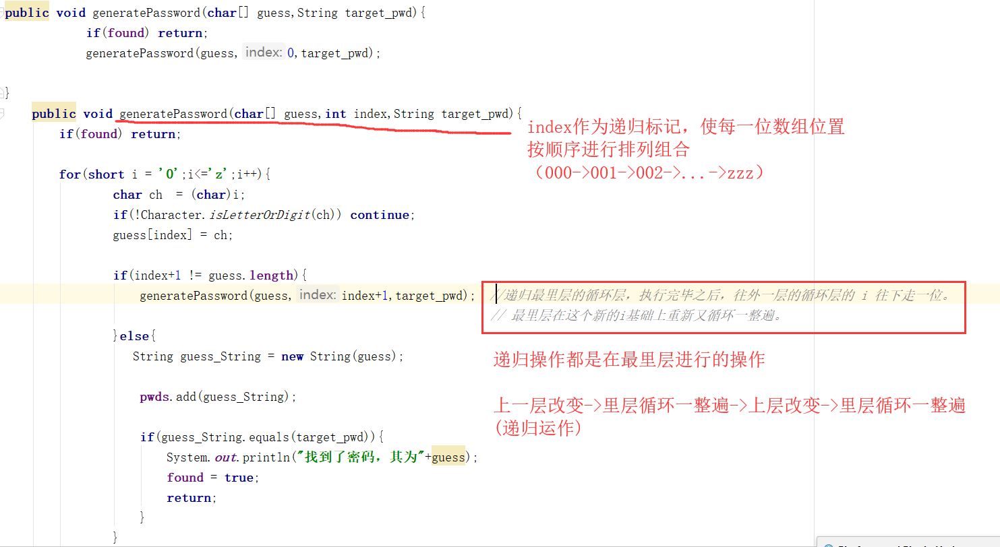 public void generatePassword(char[] guess,String target_pwd){
if(found) return;
generatePassword(guess, index: 0,target_pwd);
}
public void generatePassword(char[] guess,int index,String target_pwd){
index作为递归标记，使每一位数组位置
if(found) return;
按顺序进行排列组合
（000->001->002->...->zzz）
for(short i = '0';i<='z';i++){
char ch = (char)i;
if(!Character.isLetterOrDigit(ch)) continue;
guess[index] = ch;
if(index+1 != guess.length){
generatePassword(guess, index: index+1,target_pwd); //递归最里层的循环层，执行完毕之后，往外一层的循环层的 i 往下走一位。
// 最里层在这个新的i基础上重新又循环一整遍。
}else{
String guess_String = new String(guess);
递归操作都是在最里层进行的操作
pwds.add(guess_String);
上一层改变->里层循环一整遍->上层改变->里层循环一整遍
(递归运作)
if(guess_String.equals(target_pwd)){
System.out.println("找到了密码，其为"+guess);
found = true;
return;
}
}